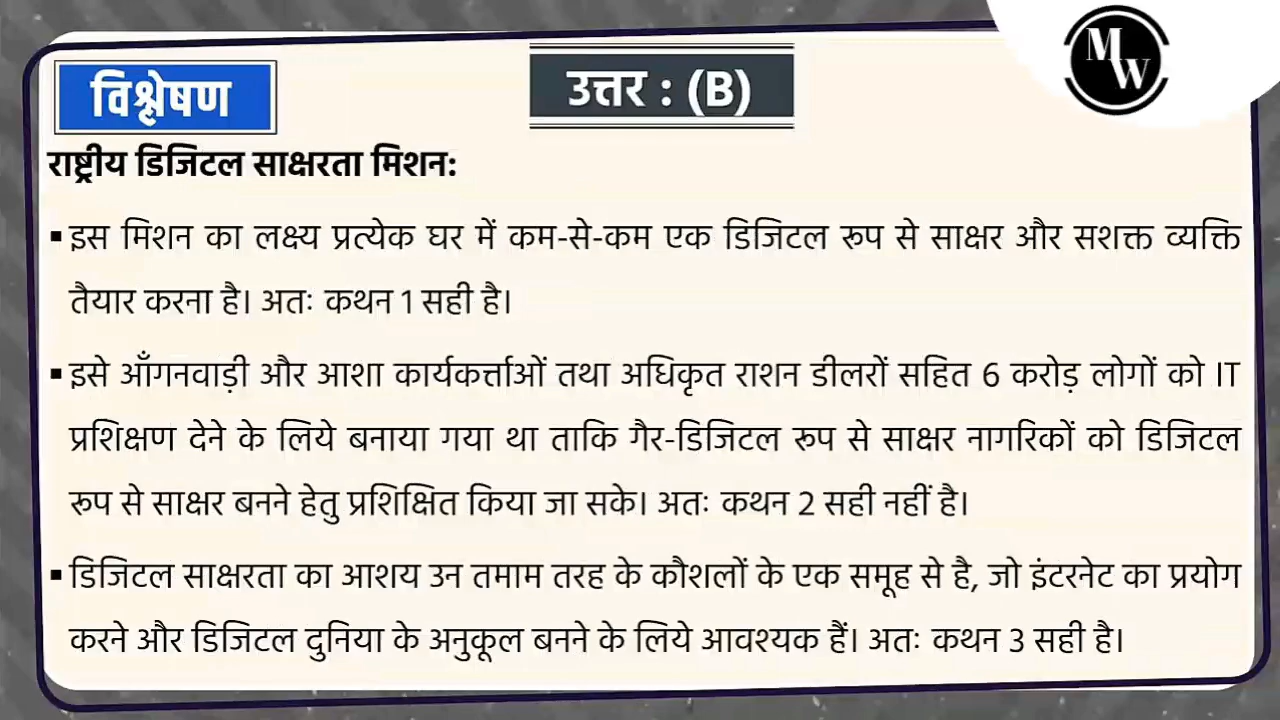 MW
विश्लेषण
उत्तर : (B)
राष्ट्रीय डिजिटल साक्षरता मिशन:
▪ इस मिशन का लक्ष्य प्रत्येक घर में कम-से-कम एक डिजिटल रूप से साक्षर और सशक्त व्यक्ति
तैयार करना है। अतः कथन 1 सही है।
▪ इसे आँगनवाड़ी और आशा कार्यकर्त्ताओं तथा अधिकृत राशन डीलरों सहित 6 करोड़ लोगों को IT
प्रशिक्षण देने के लिये बनाया गया था ताकि गैर-डिजिटल रूप से साक्षर नागरिकों को डिजिटल
रूप से साक्षर बनने हेतु प्रशिक्षित किया जा सके। अतः कथन 2 सही नहीं है।
▪ डिजिटल साक्षरता का आशय उन तमाम तरह के कौशलों के एक समूह से है, जो इंटरनेट का प्रयोग
करने और डिजिटल दुनिया के अनुकूल बनने के लिये आवश्यक हैं। अतः कथन 3 सही है।